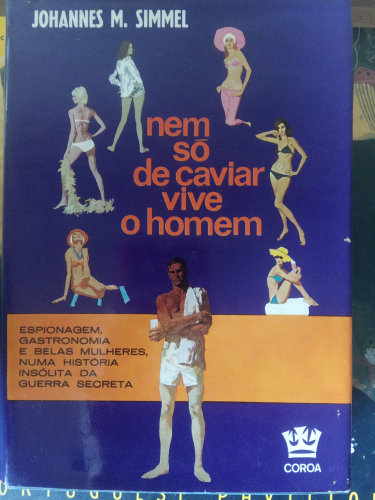 JOHANNES M. SIMMEL
nem
só
de caviar
vive
o homem
ESPIONAGEM,
GASTRONOMIA
E BELAS MULHERES,
NUMA HISTÓRIA
INSÓLITA DA
GUERRA SECRETA
COROA